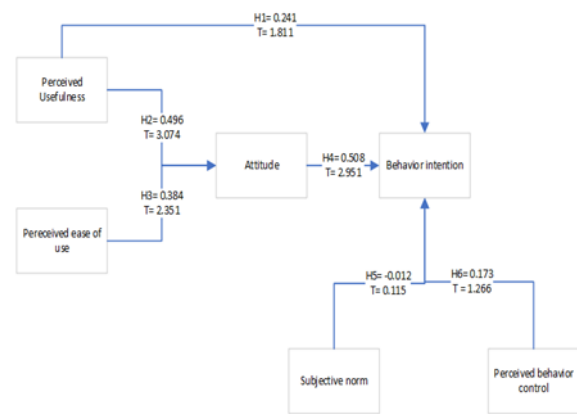 H1= 0.241
T= 1.811
Perceived
Usefulness
H2= 0.496
T= 3.074
Attitude
H4= 0.508
T= 2.951
Behavior intention
H3= 0.384
T= 2.351
Pereceived ease of
use
H5= -0.012
T= 0.115
H6= 0.173
T = 1.266
Subjective norm
Perceived behavior
control